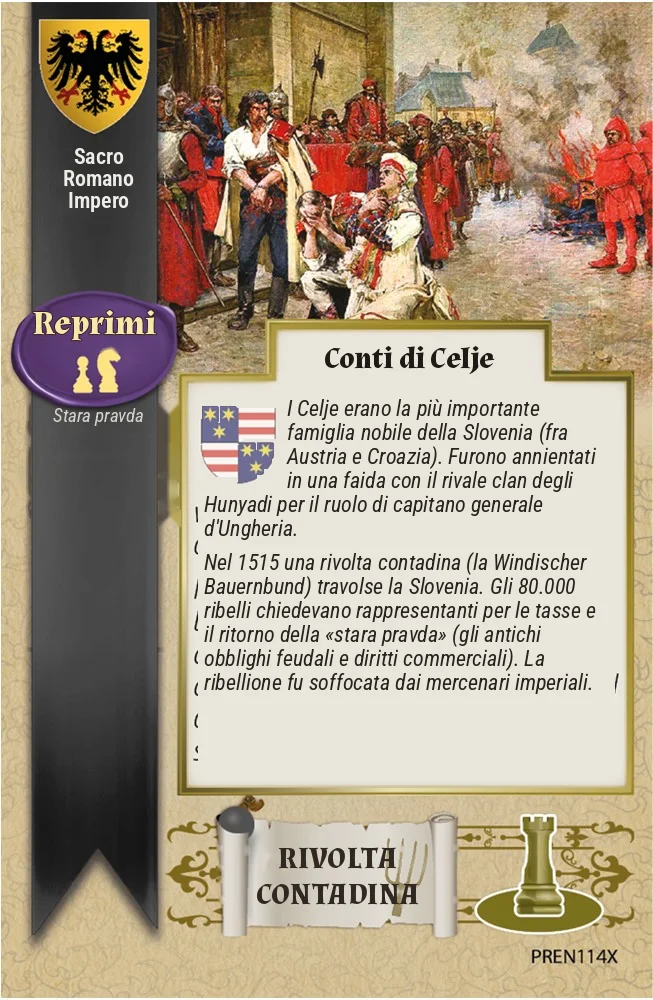 Sacro
Romano
Impero
Reprimi
Stara pravda
Conti di Celje
I Celje erano la più importante
famiglia nobile della Slovenia (fra
Austria e Croazia). Furono annientati
in una faida con il rivale clan degli
Hunyadi per il ruolo di capitano generale
d'Ungheria.
Nel 1515 una rivolta contadina (la Windischer
Bauernbund) travolse la Slovenia. Gli 80.000
ribelli chiedevano rappresentanti per le tasse e
il ritorno della «stara pravda» (gli antichi
obblighi feudali e diritti commerciali). La
ribellione fu soffocata dai mercenari imperiali.
RIVOLTA
CONTADINA
PREN114X